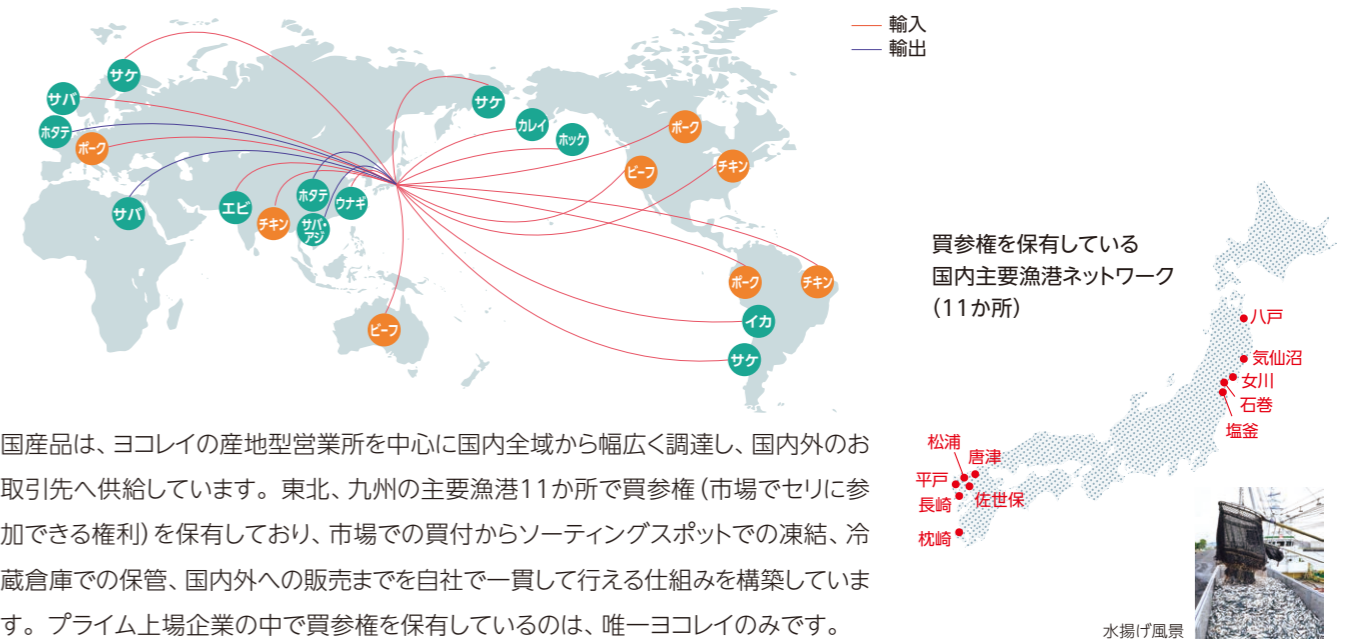 輸入
輸出
サケ
サバ
ホタテ
ポーク
サバ
エビ
チキン
ホタテ
サバ・
アジ
ウナギ
サケ
カレイ
ホッケ
ポーク
ビーフ
チキン
ビーフ
ポーク
チキン
イカ
サケ
買参権を保有している
国内主要漁港ネットワーク
(11か所)
八戸
気仙沼
女川
石巻
塩釜
松浦
唐津
平戸
佐世保
長崎
枕崎
水揚げ風景
国産品は、ヨコレイの産地型営業所を中心に国内全域から幅広く調達し、国内外のお
取引先へ供給しています。東北、九州の主要漁港11か所で買参権(市場でセリに参
加できる権利)を保有しており、市場での買付からソーティングスポットでの凍結、冷
蔵倉庫での保管、国内外への販売までを自社で一貫して行える仕組みを構築していま
す。プライム上場企業の中で買参権を保有しているのは、唯一ヨコレイのみです。